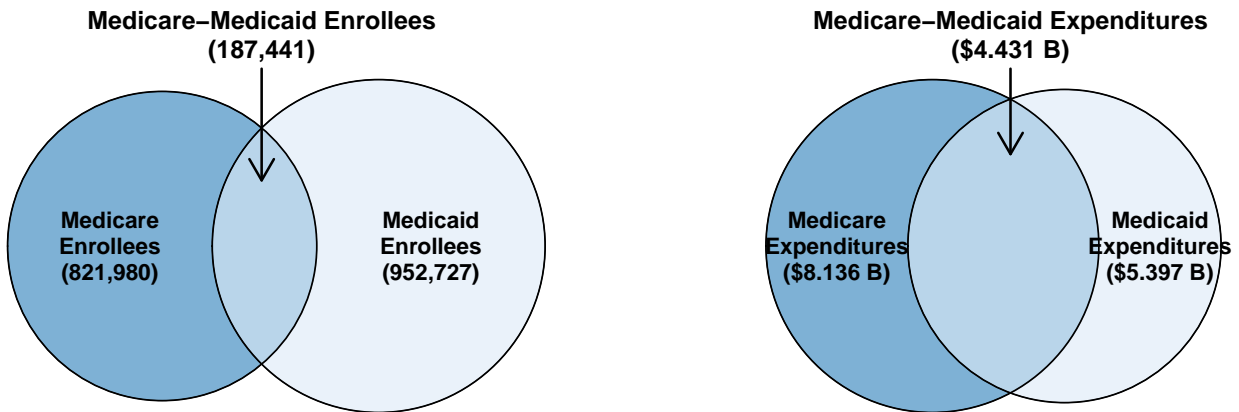 Medicare–Medicaid Enrollees
(187,441)
Medicare
Enrollees
(821,980)
Medicaid
Enrollees
(952,727)
Medicare–Medicaid Expenditures
($4.431 B)
Medicare
Expenditures
($8.136 B)
Medicaid
Expenditures
($5.397 B)